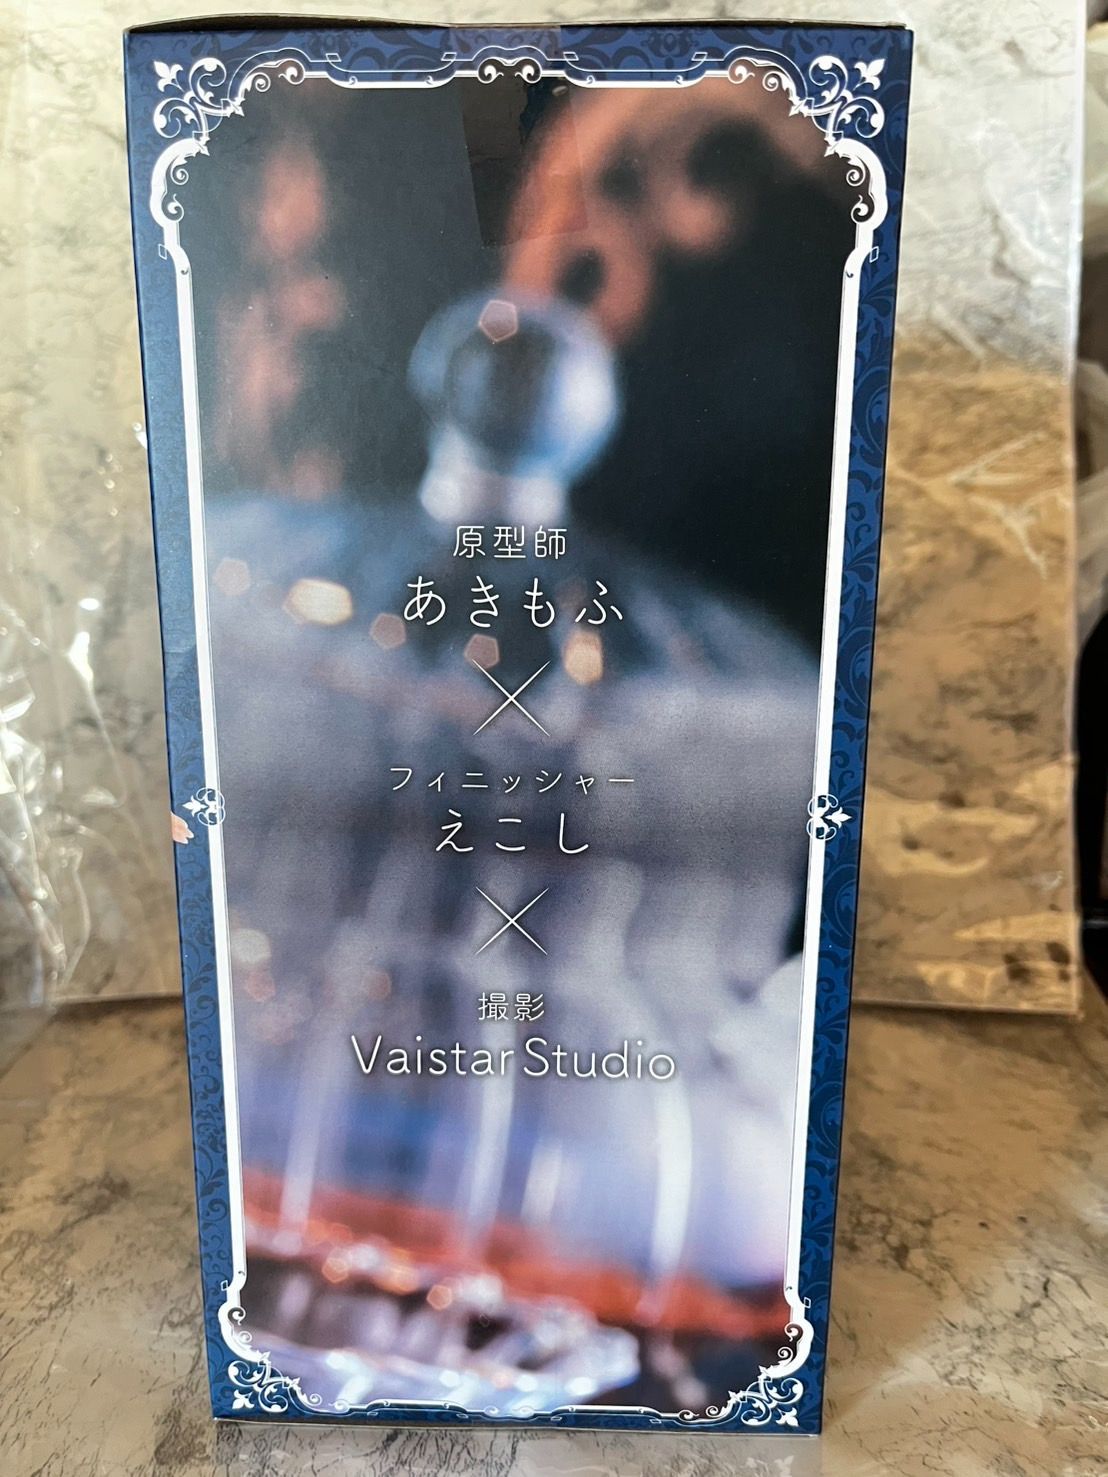 原型師
あきもふ
×
フィニッシャー
えこし
×
撮影
Vaistar Studio